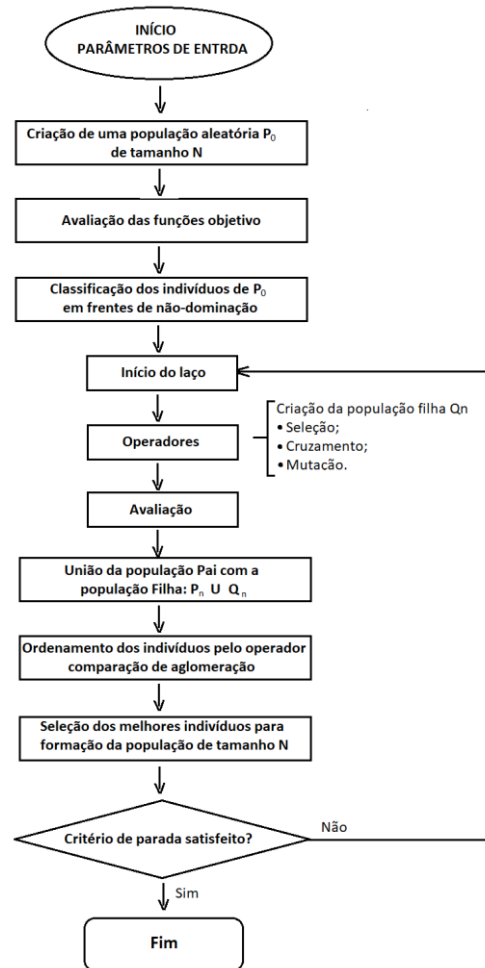 INÍCIO
PARÂMETROS DE ENTRDA
Criação de uma população aleatória P₀
de tamanho N
Avaliação das funções objetivo
Classificação dos indivíduos de P₀
em frentes de não-dominação
Início do laço
Operadores
Criação da população filha Qn
• Seleção;
• Cruzamento;
• Mutacão.
Avaliação
União da população Pai com a
população Filha: Pₙ U Qₙ
Ordenamento dos indivíduos pelo operador
comparação de aglomeração
Seleção dos melhores indivíduos para
formação da população de tamanho N
Critério de parada satisfeito?
Não
Sim
Fim